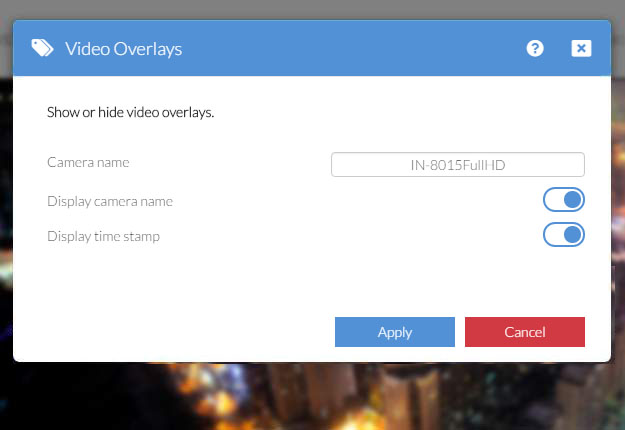 Video Overlays
Show or hide video overlays.
Camera name
IN-8015FullHD
Display camera name
Display time stamp
Apply
Cancel